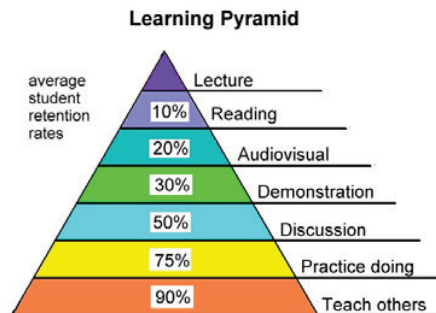 Learning Pyramid
average
student
retention
rates
Lecture
10% Reading
20% Audiovisual
30% Demonstration
50% Discussion
75% Practice doing
90% Teach others